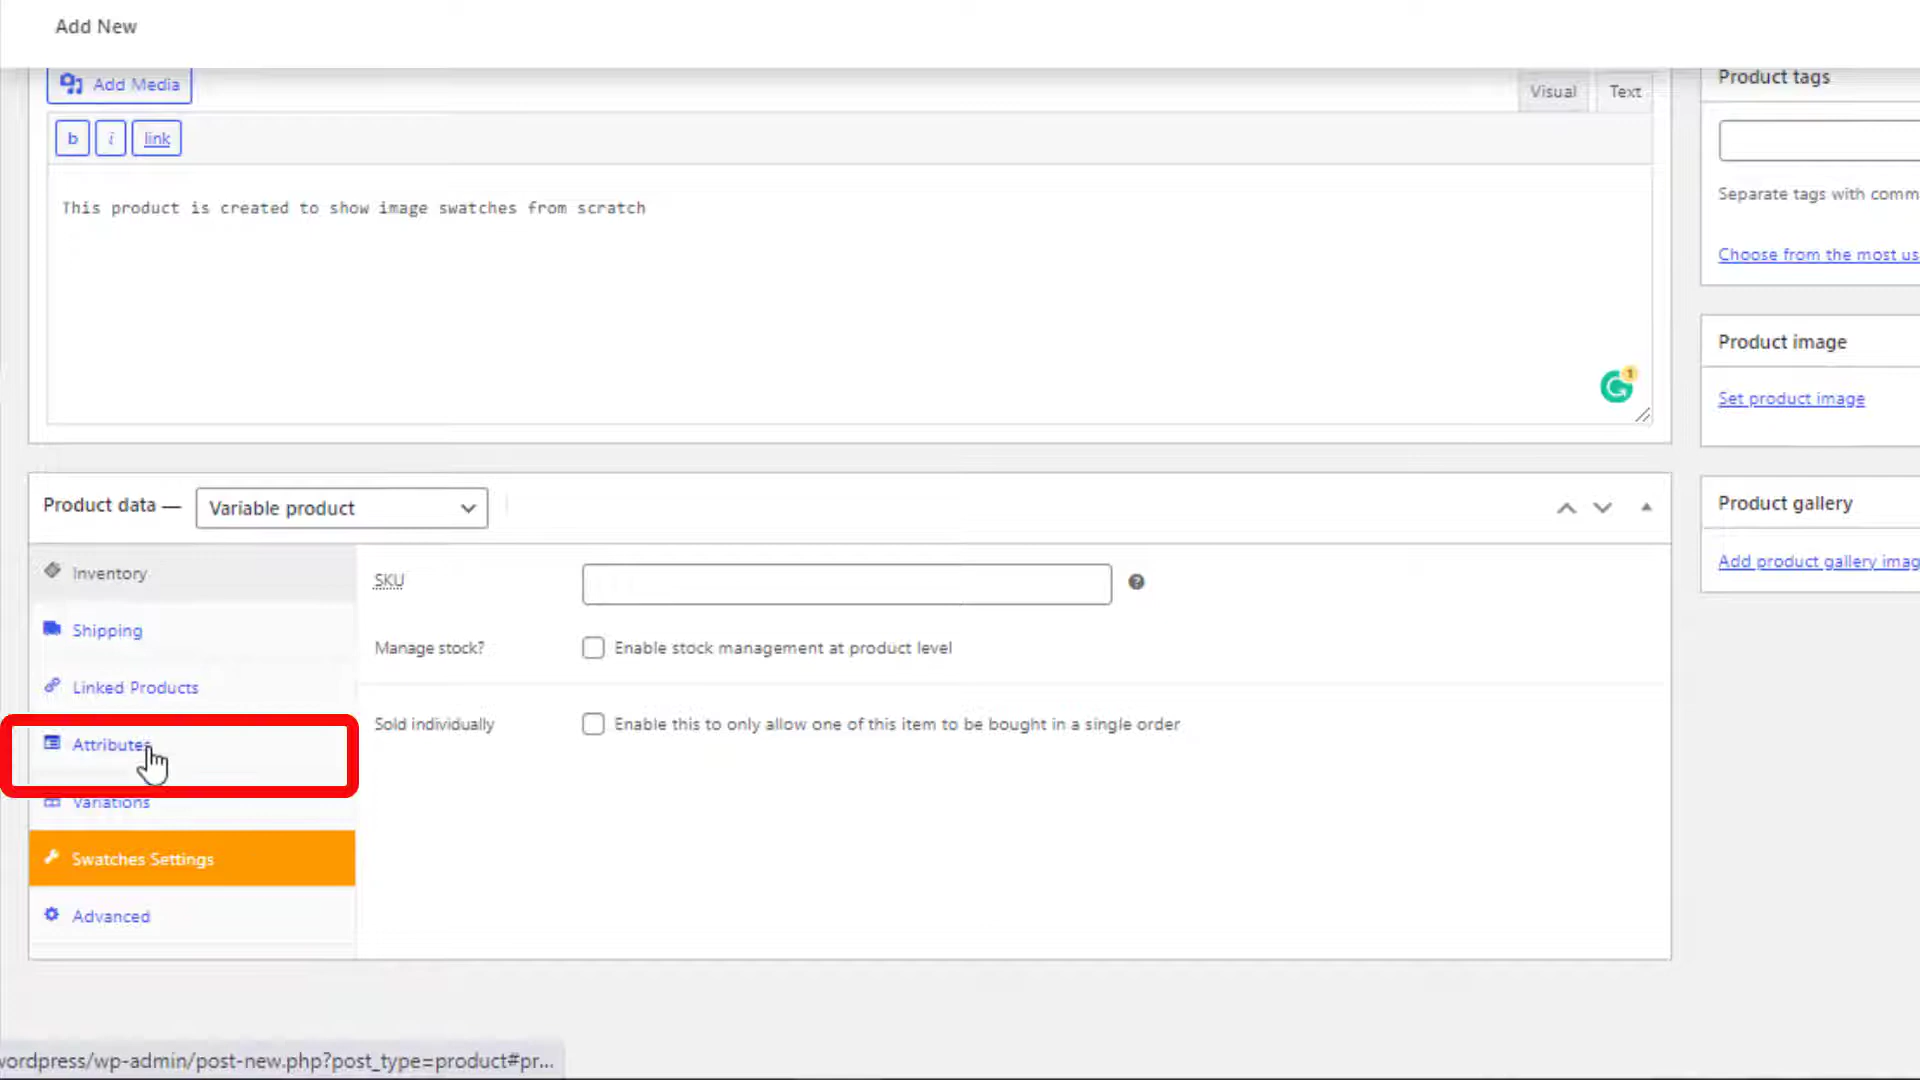 Add New
Add Media
Visual
Text
b
i
link
This product is created to show image swatches from scratch
1
Product tags
Separate tags with comm
Choose from the most us
Product image
Set product image
Product gallery
Add product gallery imag
Product data —
Variable product
Inventory
Shipping
Linked Products
Attributes
Variations
Swatches Settings
Advanced
SKU
?
Manage stock?
Enable stock management at product level
Sold individually
Enable this to only allow one of this item to be bought in a single order
wordpress/wp-admin/post-new.php?post_type=product#pr...